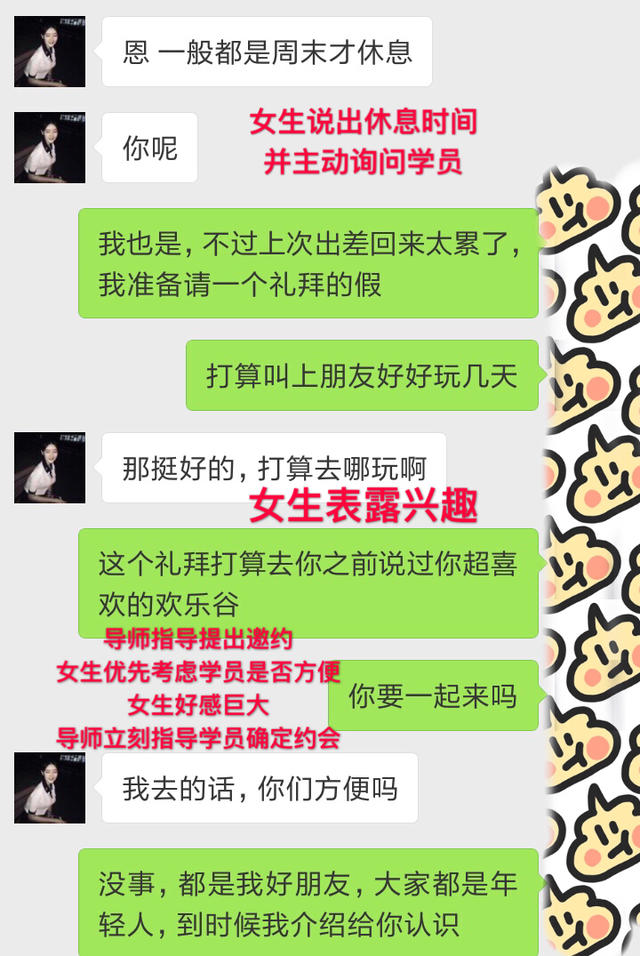 恩 一般都是周末才休息
你呢
女生说出休息时间
并主动询问学员
我也是，不过上次出差回来太累了，
我准备请一个礼拜的假
打算叫上朋友好好玩几天
那挺好的，打算去哪玩啊
女生表露兴趣
这个礼拜打算去你之前说过你超喜
欢的欢乐谷
导师指导提出邀约
女生优先考虑学员是否方便
女生好感巨大
导师立刻指导学员确定约会
你要一起来吗
我去的话，你们方便吗
没事，都是我好朋友，大家都是年
轻人，到时候我介绍给你认识